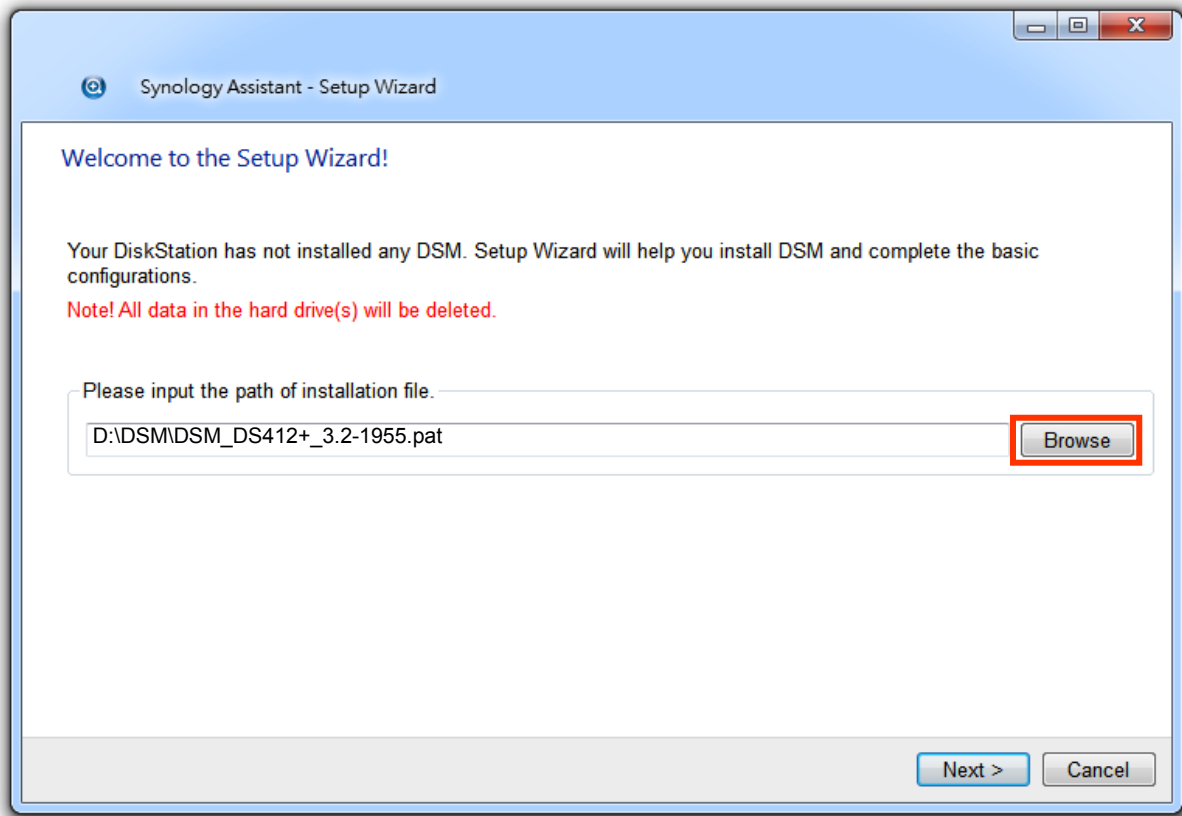 Synology Assistant - Setup Wizard
Welcome to the Setup Wizard!
Your DiskStation has not installed any DSM. Setup Wizard will help you install DSM and complete the basic
configurations.
Note! All data in the hard drive(s) will be deleted.
Please input the path of installation file.
D:\DSM\DSM_DS412+_3.2-1955.pat
Browse
Next >
Cancel